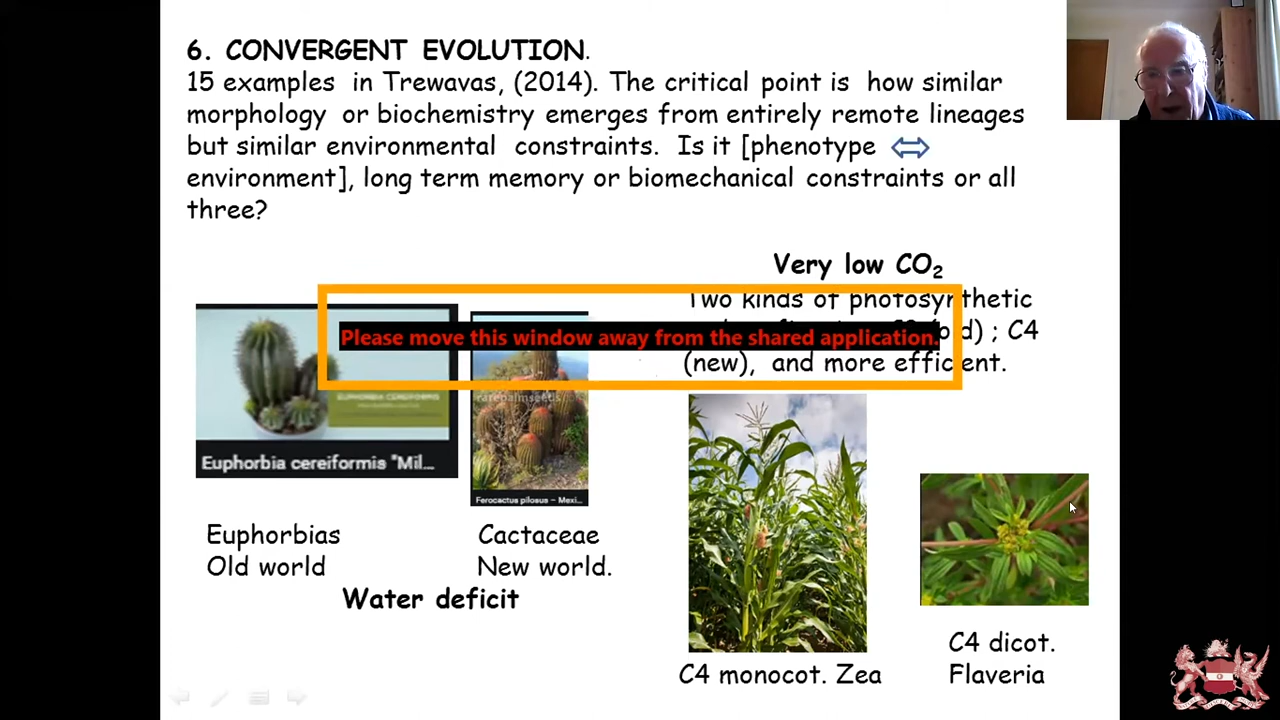 6. CONVERGENT EVOLUTION.
15 examples in Trewavas, (2014). The critical point is how similar
morphology or biochemistry emerges from entirely remote lineages
but similar environmental constraints. Is it [phenotype ⇔
environment], long term memory or biomechanical constraints or all
three?
Very low CO₂
Two kinds of photosynthetic
; C4
(new), and more efficient.
Please move this window away from the shared application.
EUPHORBIA CEREIFORMIS
rarepalmseeds
Euphorbia cereiformis "Mil...
Ferocactus pilosus – Mexi...
Euphorbias
Old world
Cactaceae
New world.
Water deficit
C4 monocot. Zea
C4 dicot.
Flaveria